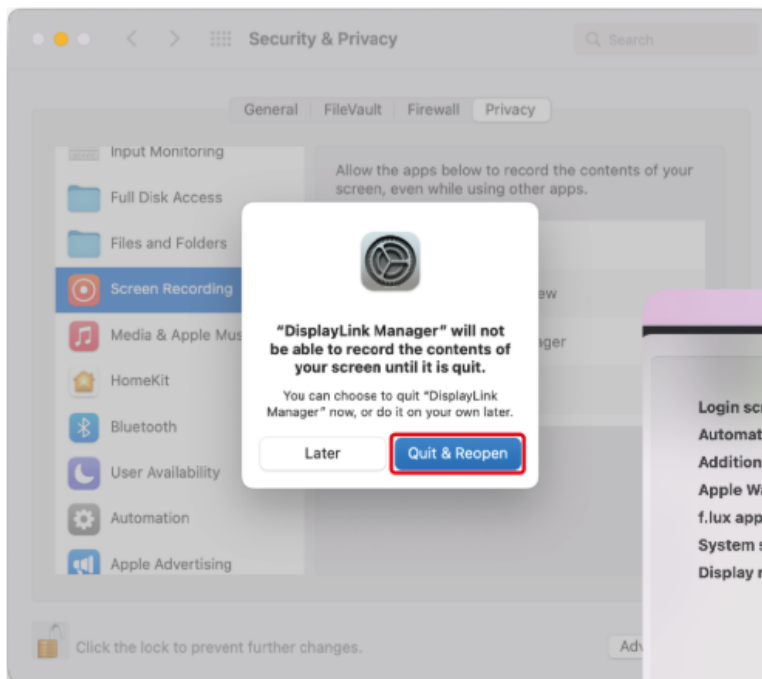 Security & Privacy
Search
General FileVault Firewall Privacy
Input Monitoring
Full Disk Access
Files and Folders
Screen Recording
Media & Apple Mus
HomeKit
Bluetooth
User Availability
Automation
Apple Advertising
Allow the apps below to record the contents of your
screen, even while using other apps.
ew
ager
"DisplayLink Manager" will not
be able to record the contents of
your screen until it is quit.
You can choose to quit "DisplayLink
Manager" now, or do it on your own later.
Later Quit & Reopen
Click the lock to prevent further changes.
Adv
Login scr
Automat
Addition
Apple Wa
f.lux app
System s
Display r